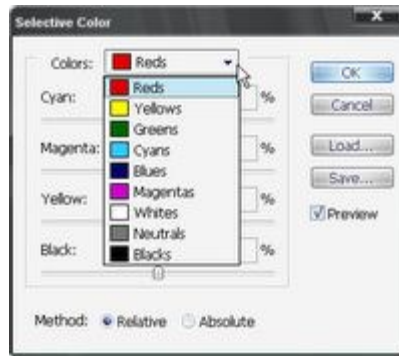 Selective Color
Colors: Reds
OK
Reds
Cyan: %
Yellows
Cancel
Greens
Magenta: %
Cyans
Load...
Blues
Save...
Yellow: %
Magentas
Preview
Whites
Neutrals
Black: %
Blacks
Method: Relative Absolute